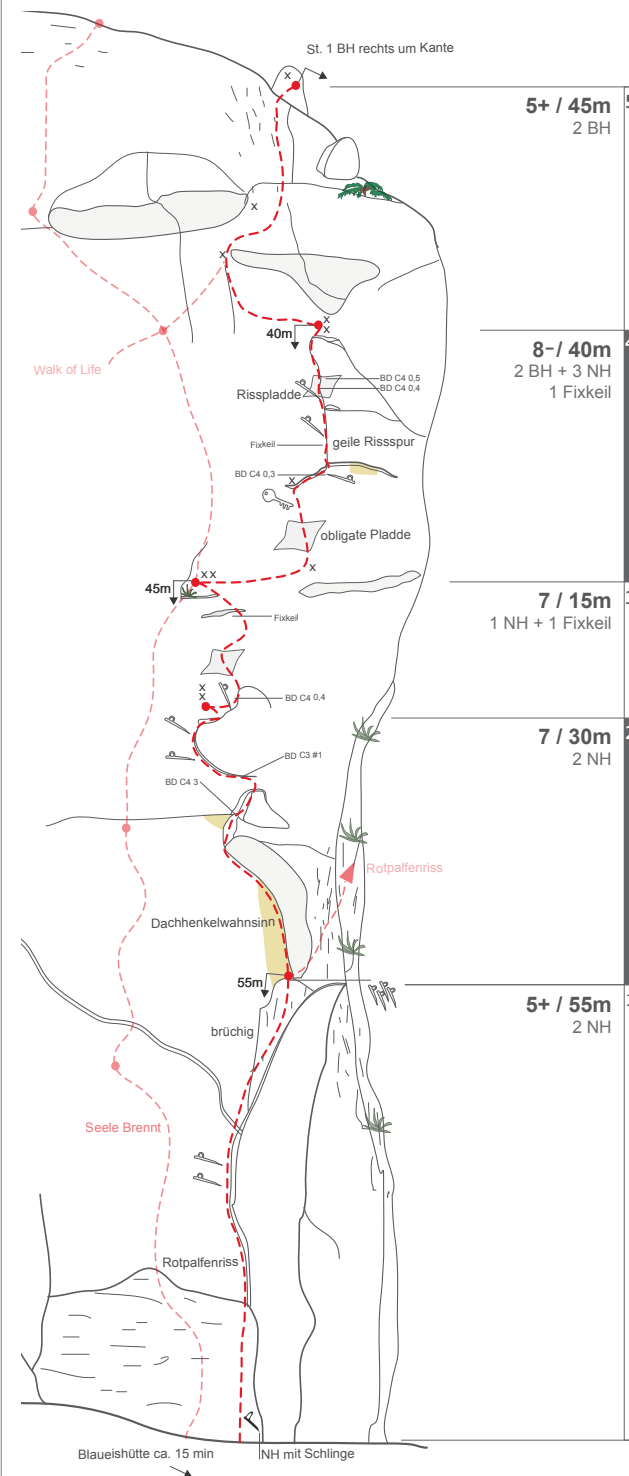 St. 1 BH rechts um Kante
5+ / 45m
2 BH
5
40m
8-/ 40m
2 BH + 3 NH
1 Fixkeil
4
Walk of Life
BD C4 0,5
BD C4 0,4
Risspladde
Fixkeil
geile Rissspur
BD C4 0,3
obligate Pladde
45m
7 / 15m
1 NH + 1 Fixkeil
3
Fixkeil
BD C4 0,4
7 / 30m
2 NH
2
BD C3 #1
BD C4 3
Rotpalfenriss
Dachhenkelwahnsinn
55m
5+ / 55m
2 NH
brüchig
Seele Brennt
Rotpalfenriss
Blaueishütte ca. 15 min
NH mit Schlinge